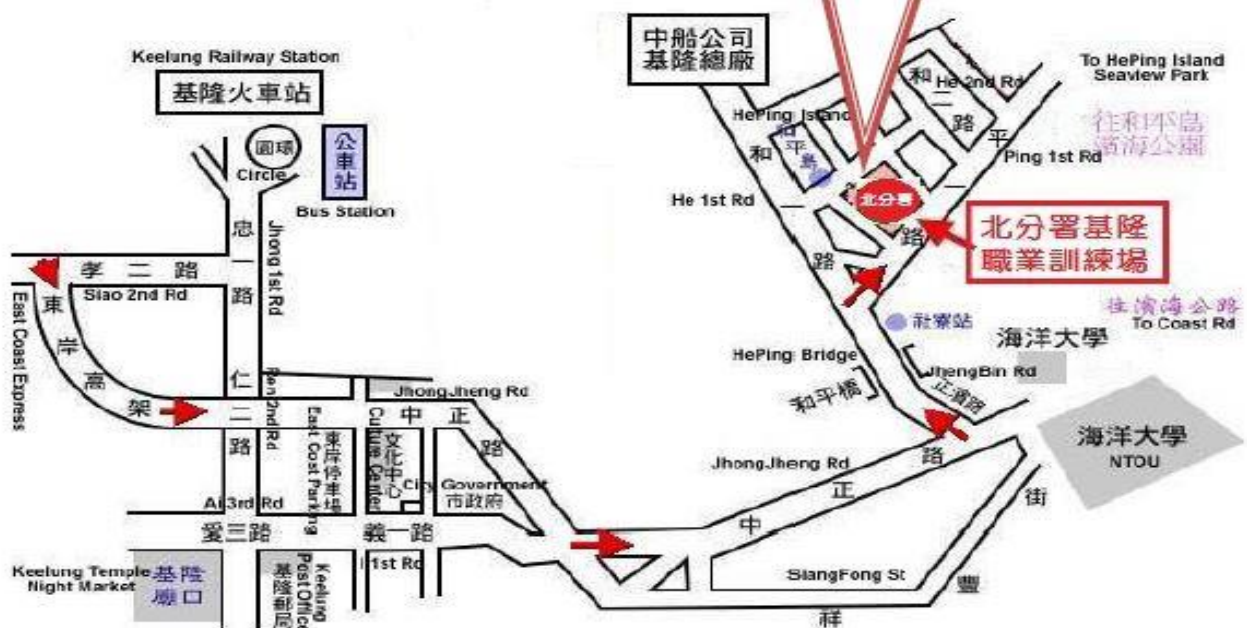 Keelung Railway Station
基隆火車站
圓環
Circle
公車站
Bus Station
中船公司
基隆總廠
和二路
He 2nd Rd
To HePing Island
Seaview Park
往和平島
濱海公園
HePing Island
和平島
和一路
He 1st Rd
平一路
Ping 1st Rd
北分署
北分署基隆
職業訓練場
忠一路
Jhong 1st Rd
孝二路
Siao 2nd Rd
East Coast Express
東岸高架
仁二路
Ren 2nd Rd
JhongJheng Rd
中正路
East Cost Parking
東岸停車場
Culture Center
文化中心
City Government
市政府
Ai 3rd Rd
愛三路
義一路
1st Rd
Keelung Temple
Night Market
基隆
廟口
基隆郵局
Keelung
Post Office
社寮站
往濱海公路
To Coast Rd
海洋大學
HePing Bridge
和平橋
JhengBin Rd
正濱路
海洋大學
NTOU
JhongJheng Rd
中正路
SiangFong St
祥豐街